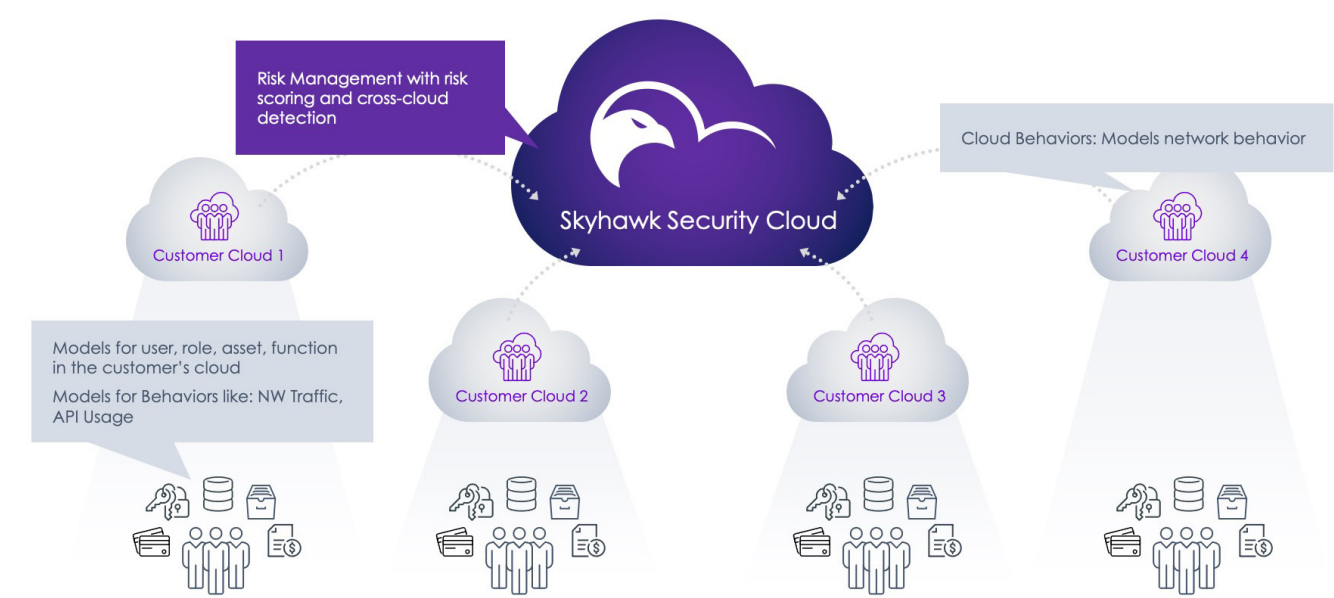 Risk Management with risk
scoring and cross-cloud
detection
Cloud Behaviors: Models network behavior
Skyhawk Security Cloud
Customer Cloud 1
Customer Cloud 4
Models for user, role, asset, function
in the customer's cloud
Models for Behaviors like: NW Traffic,
API Usage
Customer Cloud 2
Customer Cloud 3